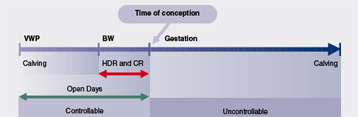 Time of conception
VWP BW Gestation
Calving HDR and CR Calving
Open Days
Controllable Uncontrollable